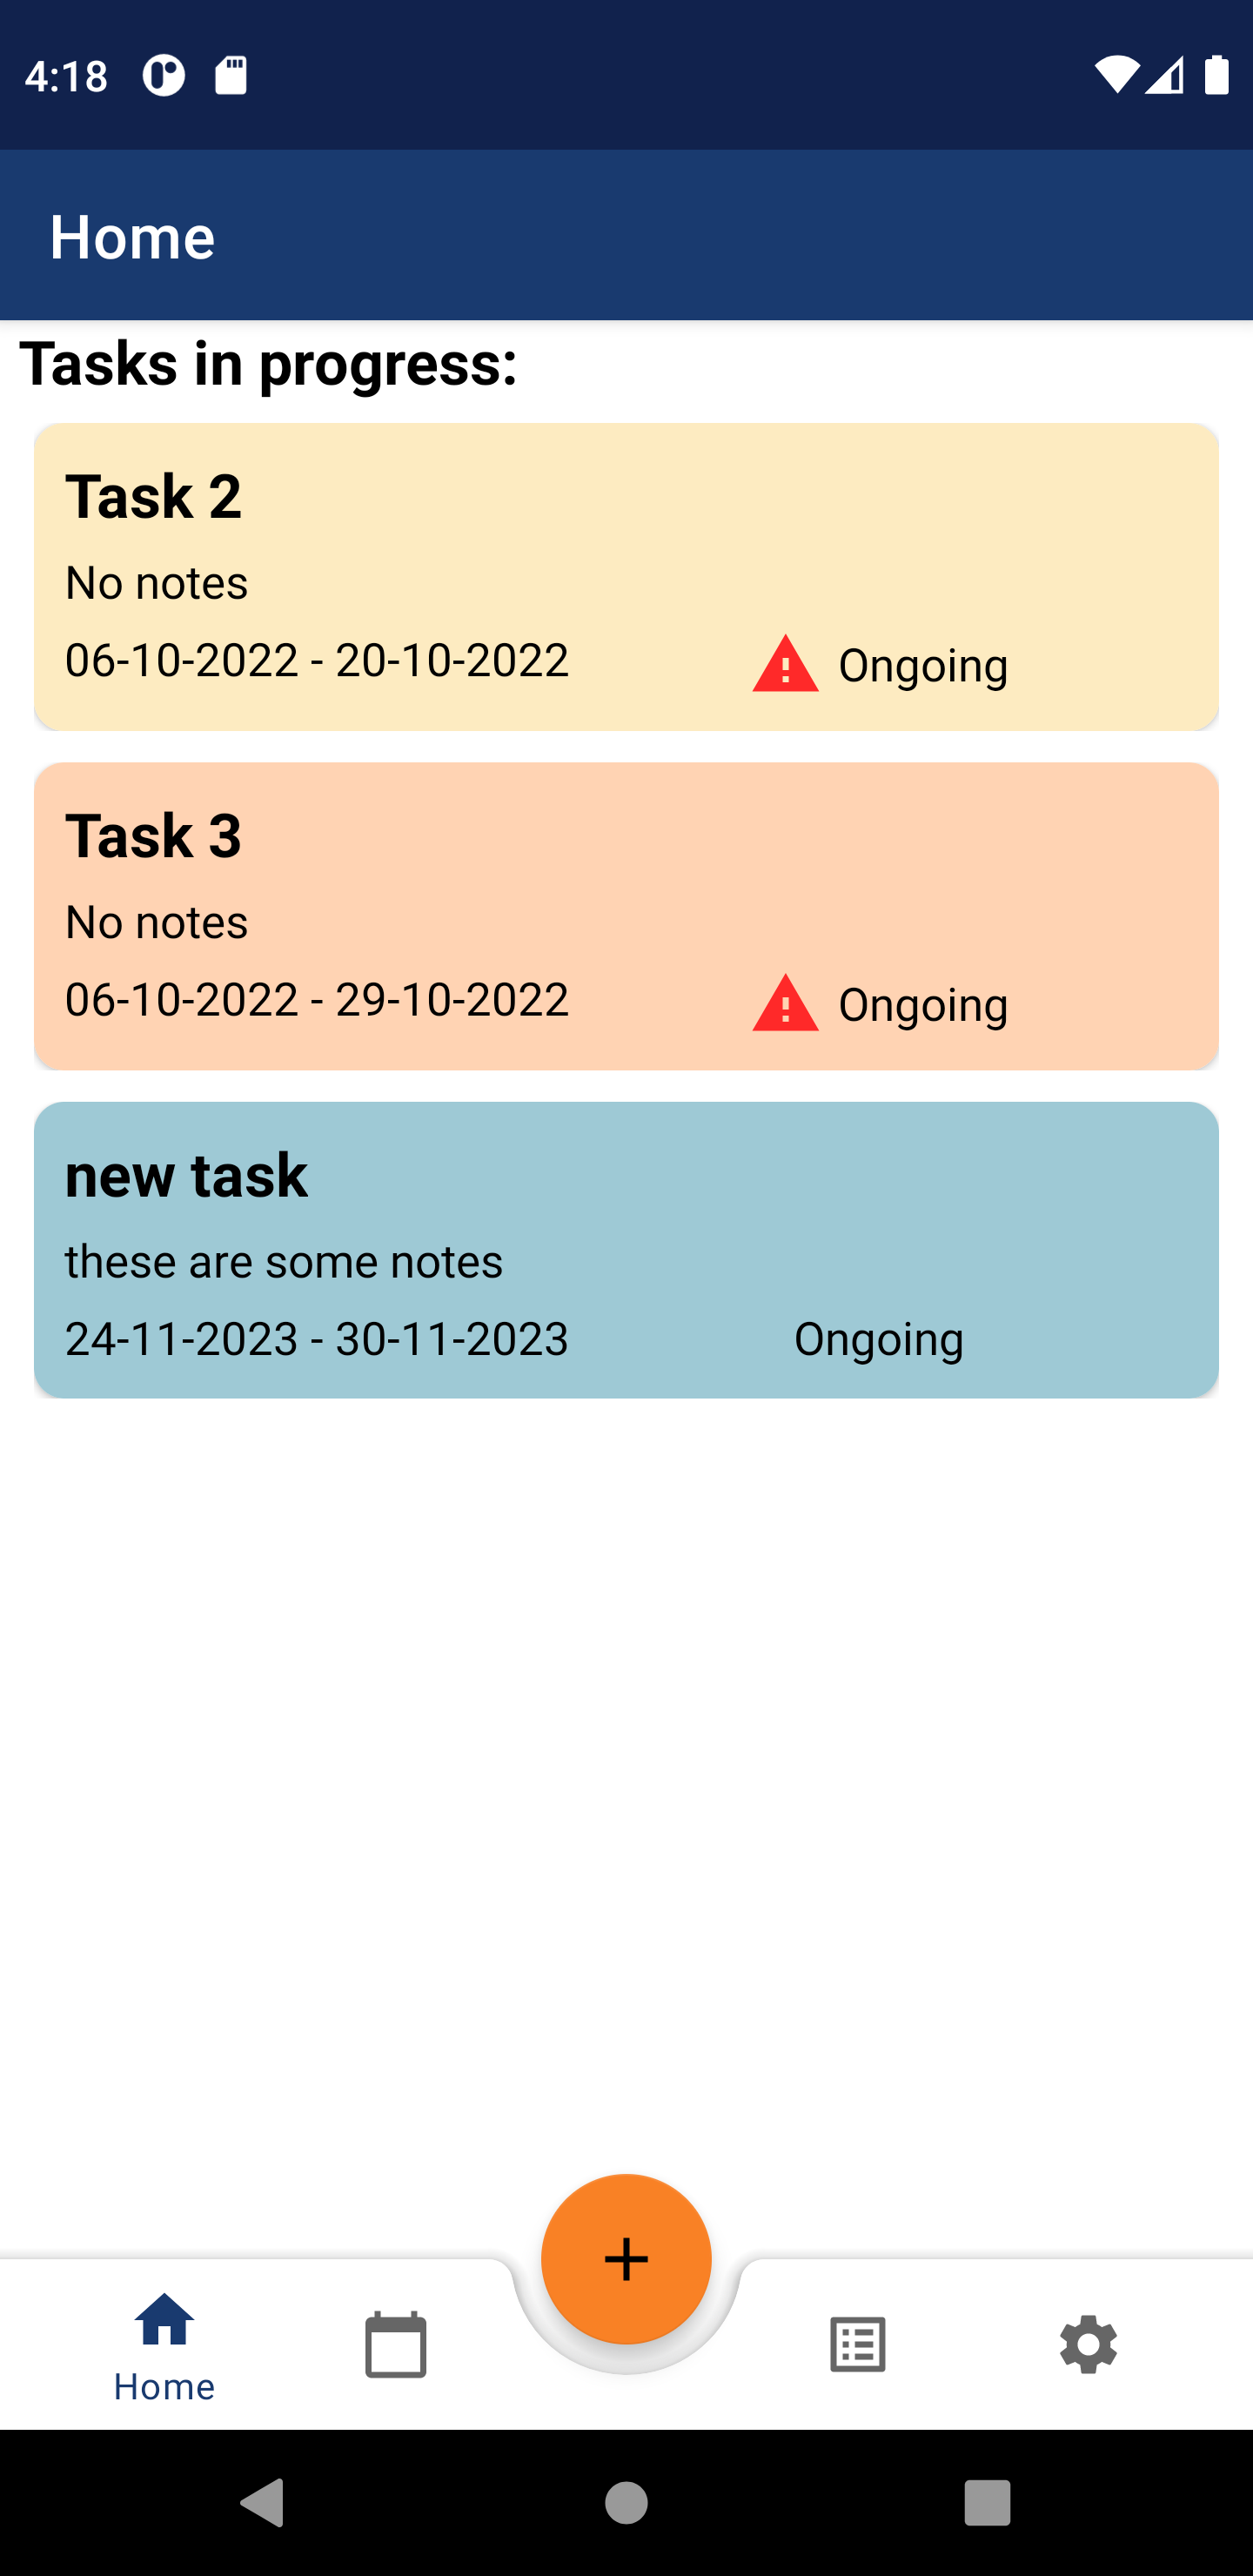 4:18
Home
Tasks in progress:
Task 2
No notes
06-10-2022 - 20-10-2022 Ongoing
Task 3
No notes
06-10-2022 - 29-10-2022 Ongoing
new task
these are some notes
24-11-2023 - 30-11-2023 Ongoing
Home